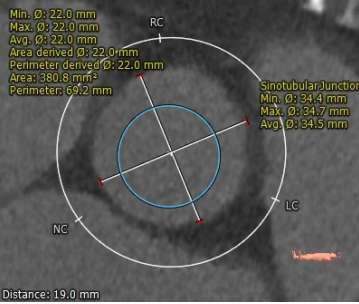 Min. Ø: 22.0 mm
Max. Ø: 22.0 mm
Avg. Ø: 22.0 mm
Area derived Ø: 22.0 mm
Perimeter derived Ø: 22.0 mm
Area: 380.8 mm²
Perimeter: 69.2 mm
RC
Sinotubular Junction
Min. Ø: 34.4 mm
Max. Ø: 34.7 mm
Avg. Ø: 34.5 mm
LC
NC
Distance: 19.0 mm